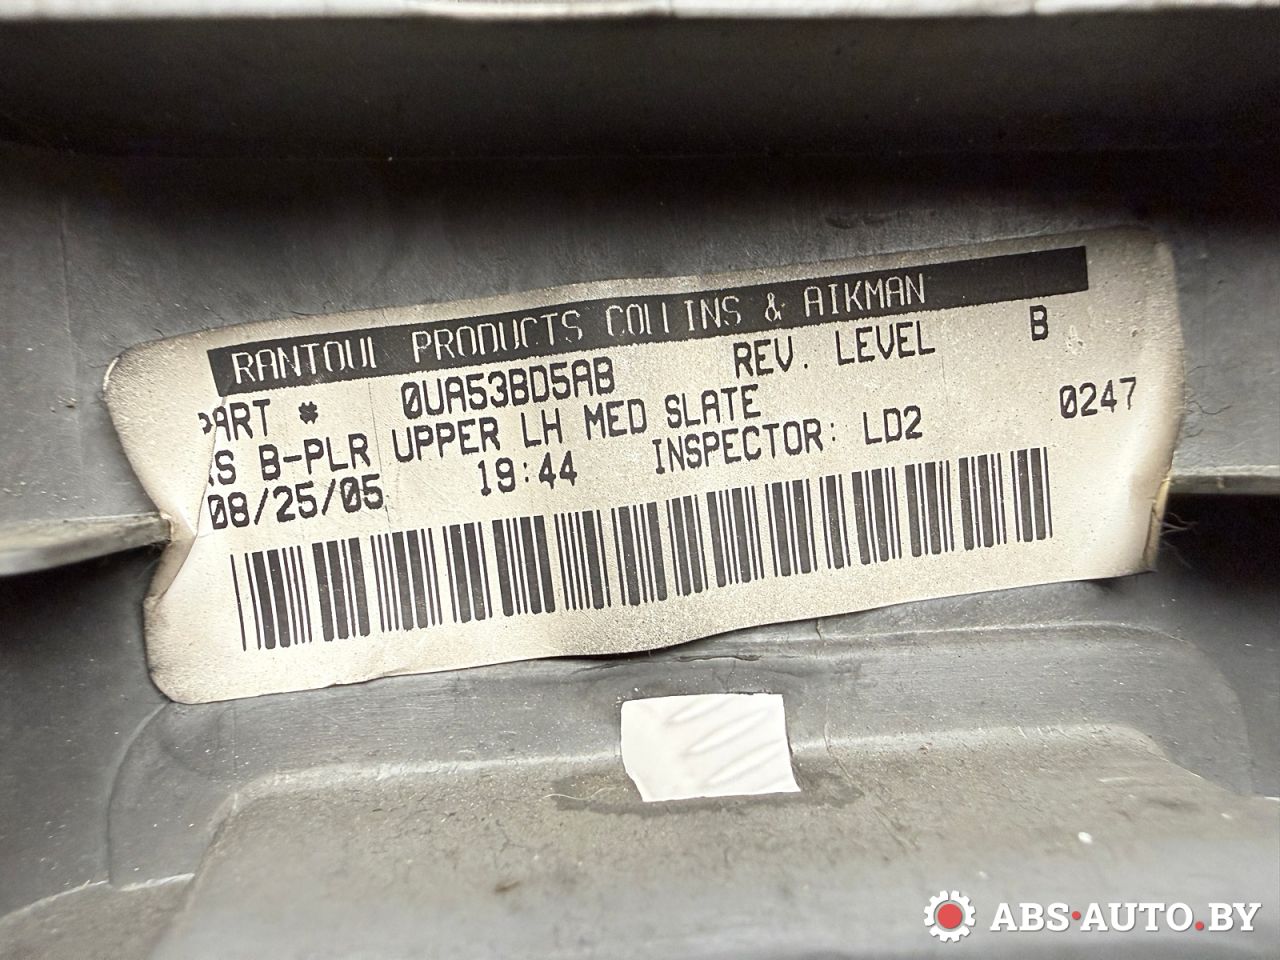 RANTOUL PRODUCTS COLLINS & AIKMAN
PART * 0UA53BD5AB REV. LEVEL B
B-PLR UPPER LH MED SLATE 0247
08/25/05 19:44 INSPECTOR: LD2
ABS·AUTO.BY